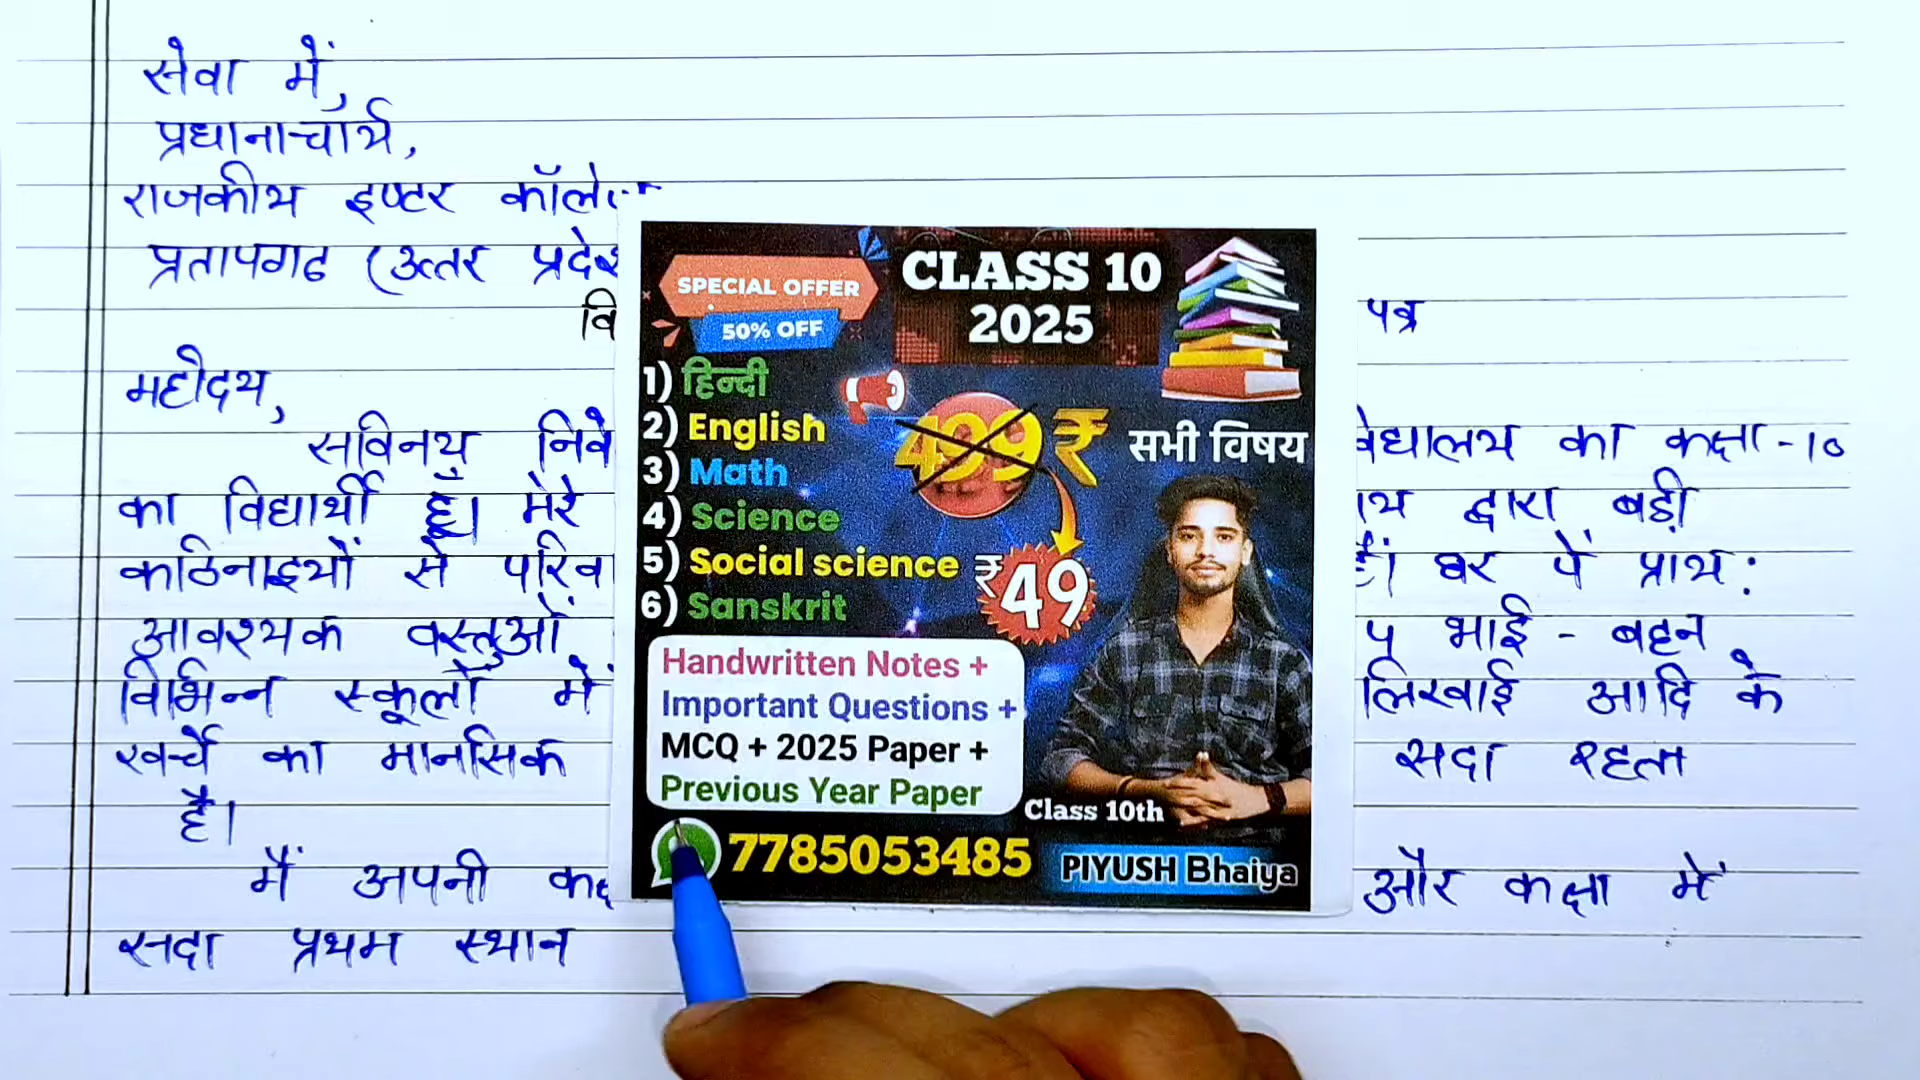 सेवा में,
प्रधानाचार्य,
राजकीय इण्टर
प्रतापगढ (उत्तर
पत्र
महोदय,
सविनय वेद्यालय का कक्षा-10
का विद्यार्थी हूँ। मेरे द्वारा बड़ी
कठिनाइयों से घर पे प्राय:
आवश्यक वस्तुओं भाई - बहन
विभिन्न स्कूलों में लिखाई आदि के
खर्चे का मानसिक सदा रहता
है।
मैं अपनी और कक्षा में
सदा प्रथम स्थान
SPECIAL OFFER
50% OFF
CLASS 10
2025
1) हिन्दी
2) English
3) Math
4) Science
5) Social science
6) Sanskrit
499 ₹
सभी विषय
₹49
Handwritten Notes +
Important Questions +
MCQ + 2025 Paper +
Previous Year Paper
Class 10th
7785053485
PIYUSH Bhaiya